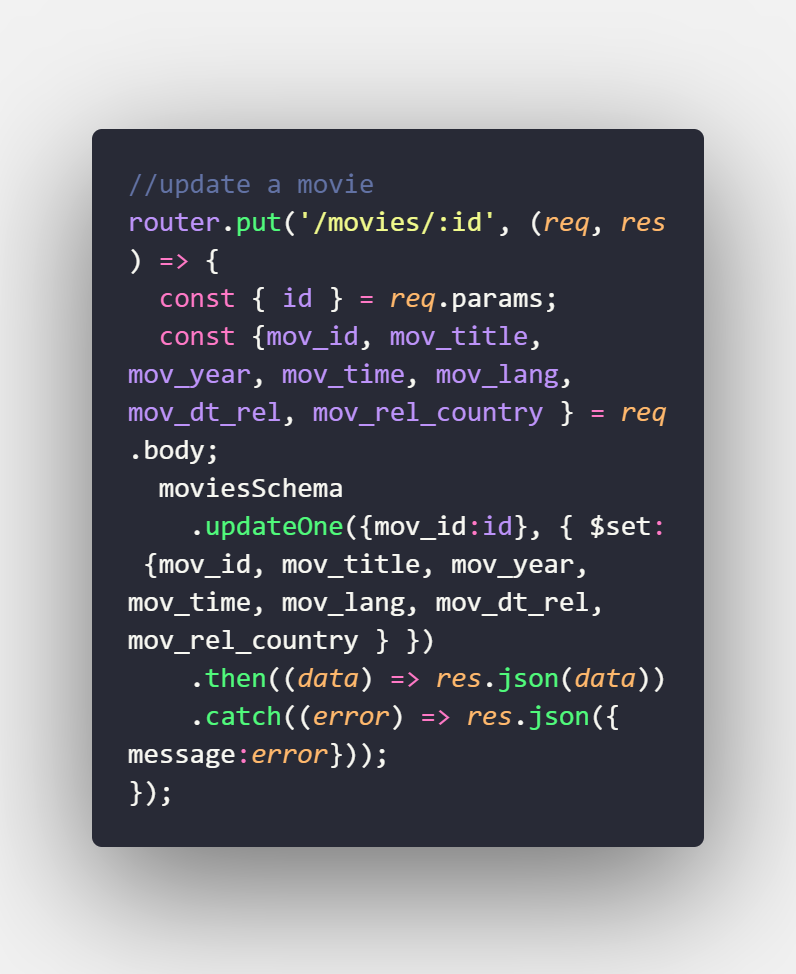 //update a movie
router.put('/movies/:id', (req, res
) => {
  const { id } = req.params;
  const {mov_id, mov_title,
mov_year, mov_time, mov_lang,
mov_dt_rel, mov_rel_country } = req
.body;
  moviesSchema
    .updateOne({mov_id:id}, { $set:
 {mov_id, mov_title, mov_year,
mov_time, mov_lang, mov_dt_rel,
mov_rel_country } })
    .then((data) => res.json(data))
    .catch((error) => res.json({
message:error}));
});